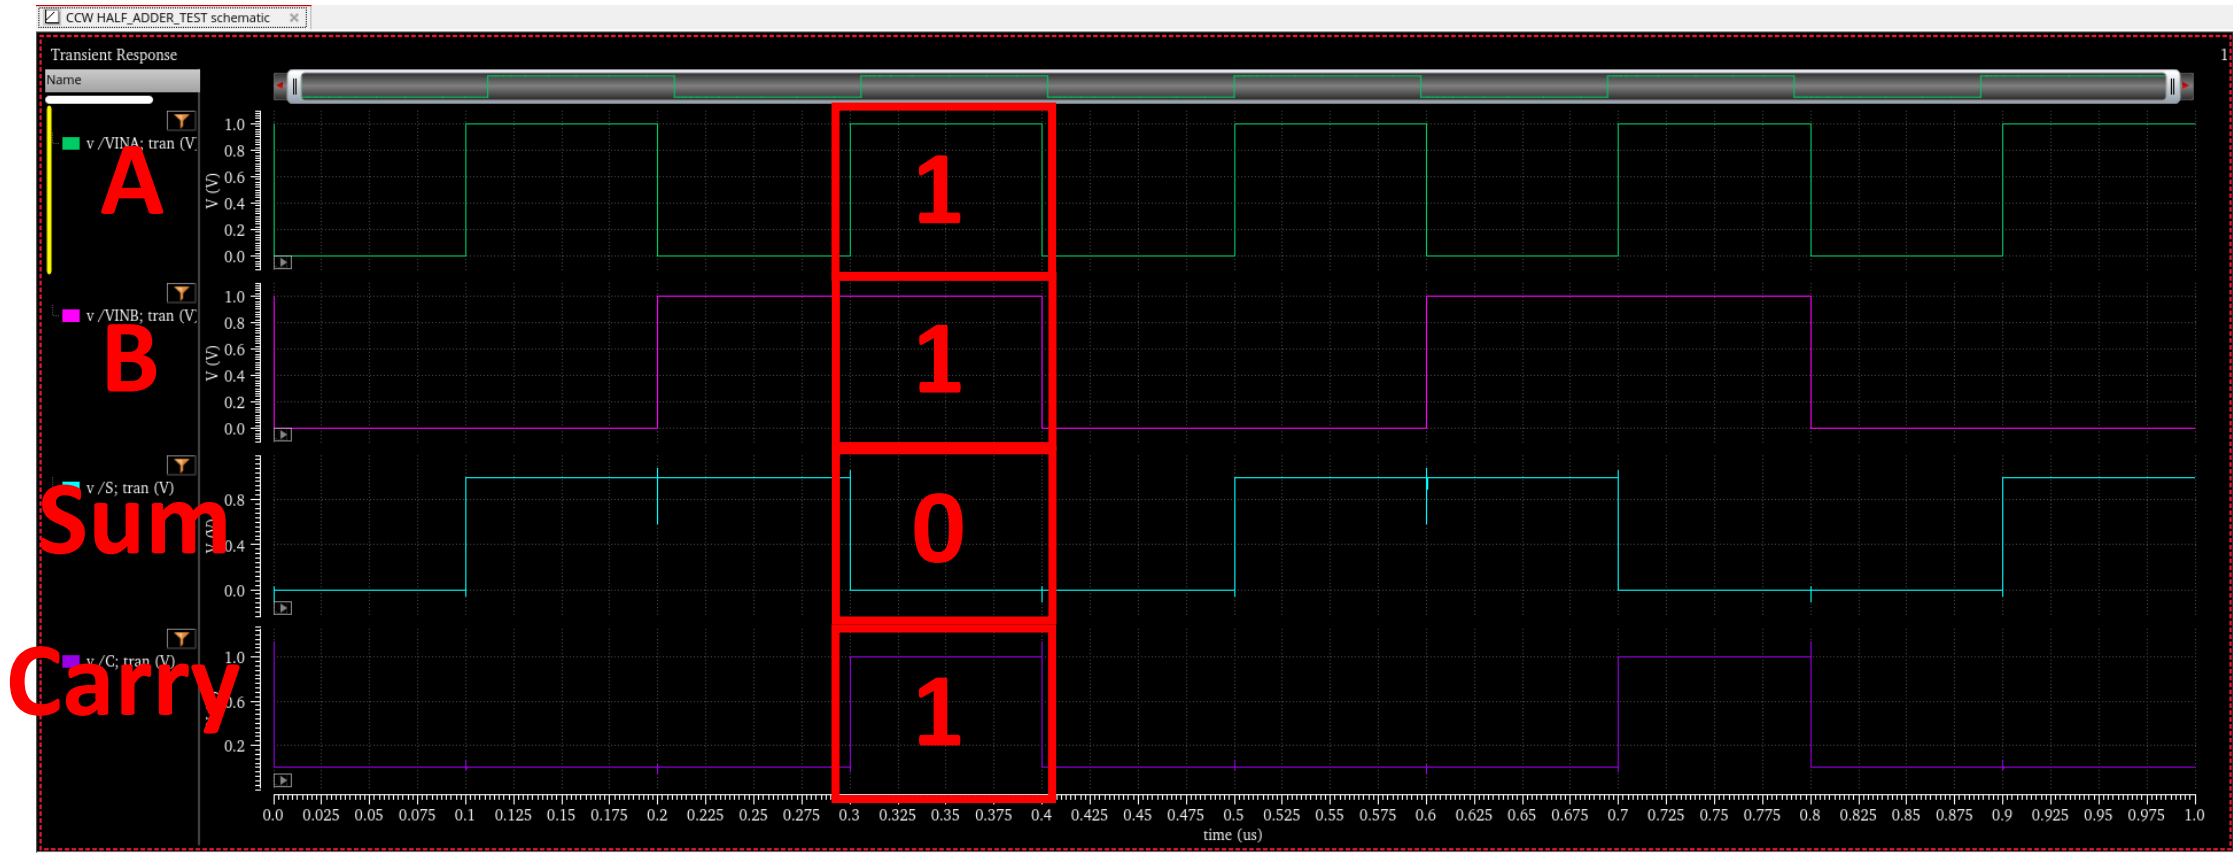 CCW HALF_ADDER_TEST schematic ×
Transient Response
1
Name
v /VINA; tran (V)
A
1.0
0.8
0.6
0.4
0.2
0.0
V (V)
1
v /VINB; tran (V)
B
1.0
0.8
0.6
0.4
0.2
0.0
V (V)
1
v /S; tran (V)
Sum
0.8
0.4
0.0
V (V)
0
v /C; tran (V)
Carry
1.0
0.6
0.2
1
0.0 0.025 0.05 0.075 0.1 0.125 0.15 0.175 0.2 0.225 0.25 0.275 0.3 0.325 0.35 0.375 0.4 0.425 0.45 0.475 0.5 0.525 0.55 0.575 0.6 0.625 0.65 0.675 0.7 0.725 0.75 0.775 0.8 0.825 0.85 0.875 0.9 0.925 0.95 0.975 1.0
time (us)